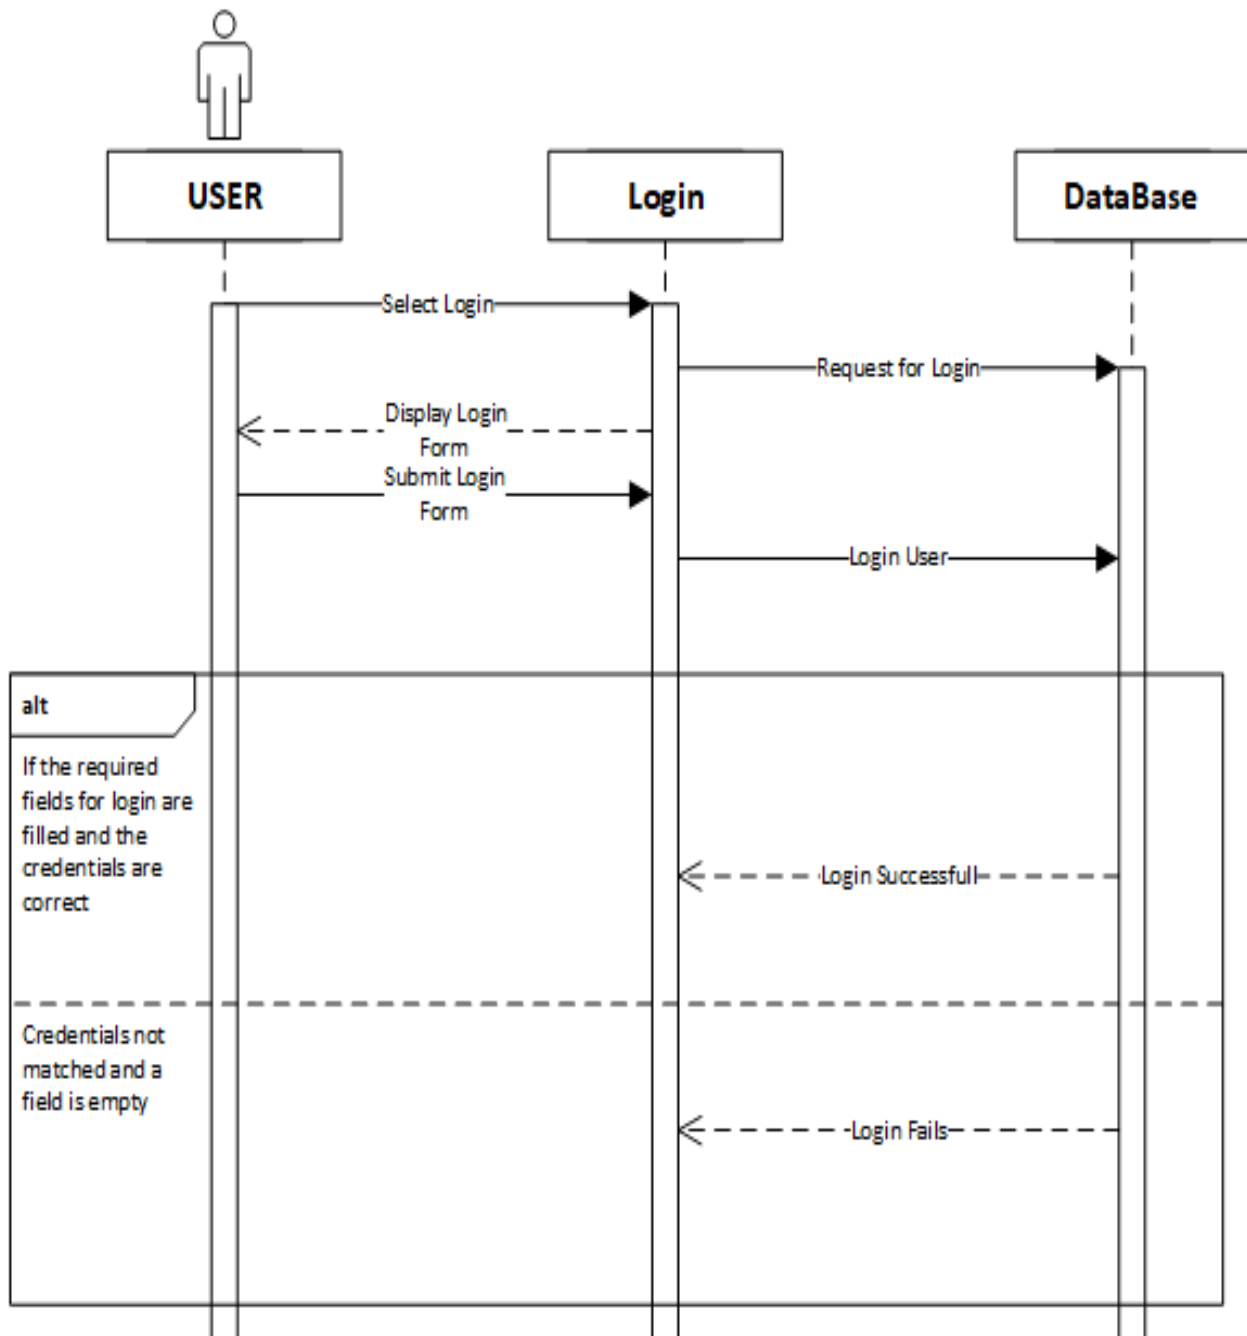 USER
Login
DataBase
Select Login
Request for Login
Display Login
Form
Submit Login
Form
Login User
alt
If the required
fields for login are
filled and the
credentials are
correct
Login Successfull
Credentials not
matched and a
field is empty
Login Fails